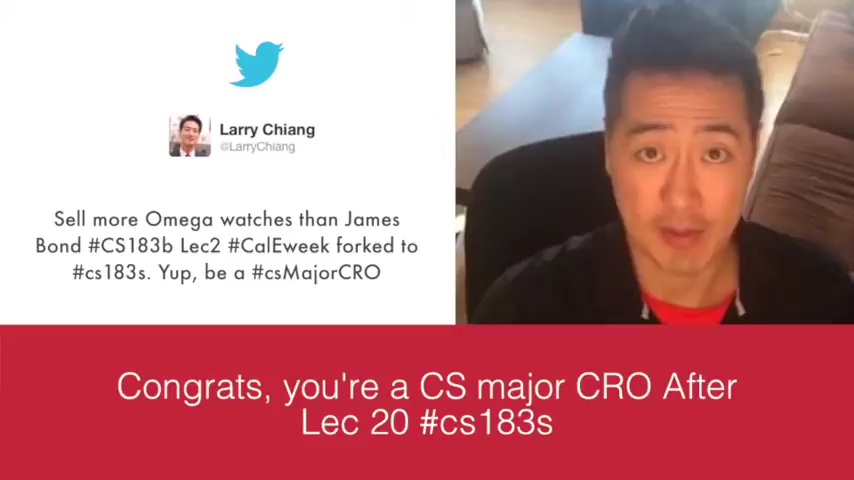 Larry Chiang
@LarryChiang
Sell more Omega watches than James
Bond #CS183b Lec2 #CalEweek forked to
#cs183s. Yup, be a #csMajorCRO
Congrats, you're a CS major CRO After
Lec 20 #cs183s